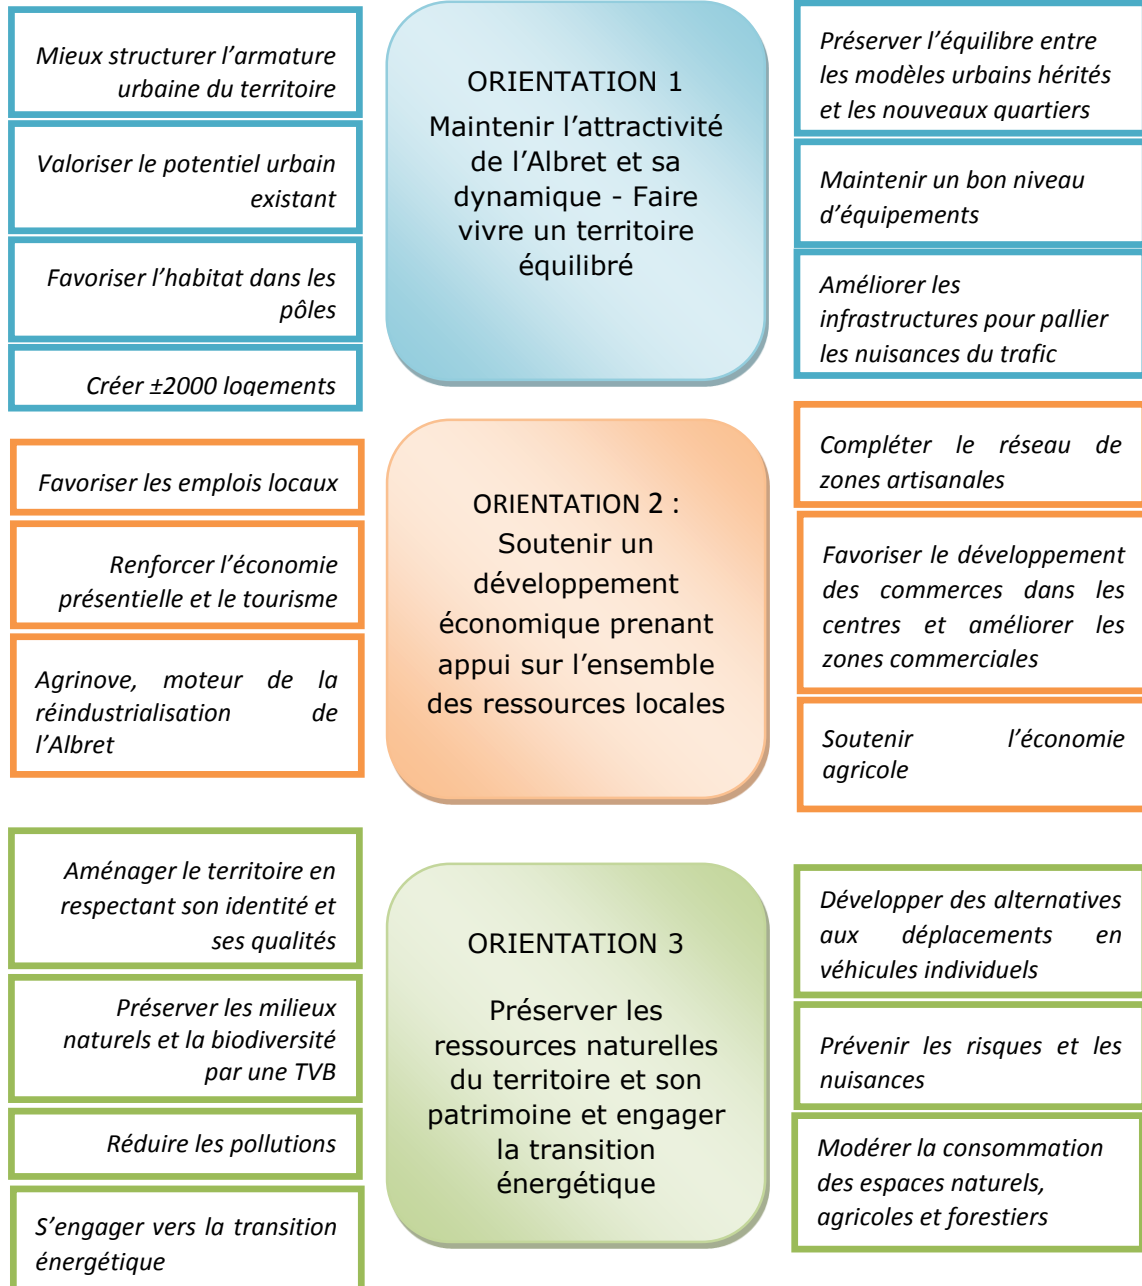 Mieux structurer l’armature
urbaine du territoire
Valoriser le potentiel urbain
existant
Favoriser l’habitat dans les
pôles
Créer ±2000 logements
ORIENTATION 1
Maintenir l’attractivité
de l’Albret et sa
dynamique - Faire
vivre un territoire
équilibré
Préserver l’équilibre entre
les modèles urbains hérités
et les nouveaux quartiers
Maintenir un bon niveau
d’équipements
Améliorer les
infrastructures pour pallier
les nuisances du trafic
Favoriser les emplois locaux
Renforcer l’économie
présentielle et le tourisme
Agrinove, moteur de la
réindustrialisation de
l’Albret
ORIENTATION 2 :
Soutenir un
développement
économique prenant
appui sur l’ensemble
des ressources locales
Compléter le réseau de
zones artisanales
Favoriser le développement
des commerces dans les
centres et améliorer les
zones commerciales
Soutenir l’économie
agricole
Aménager le territoire en
respectant son identité et
ses qualités
Préserver les milieux
naturels et la biodiversité
par une TVB
Réduire les pollutions
S’engager vers la transition
énergétique
ORIENTATION 3
Préserver les
ressources naturelles
du territoire et son
patrimoine et engager
la transition
énergétique
Développer des alternatives
aux déplacements en
véhicules individuels
Prévenir les risques et les
nuisances
Modérer la consommation
des espaces naturels,
agricoles et forestiers